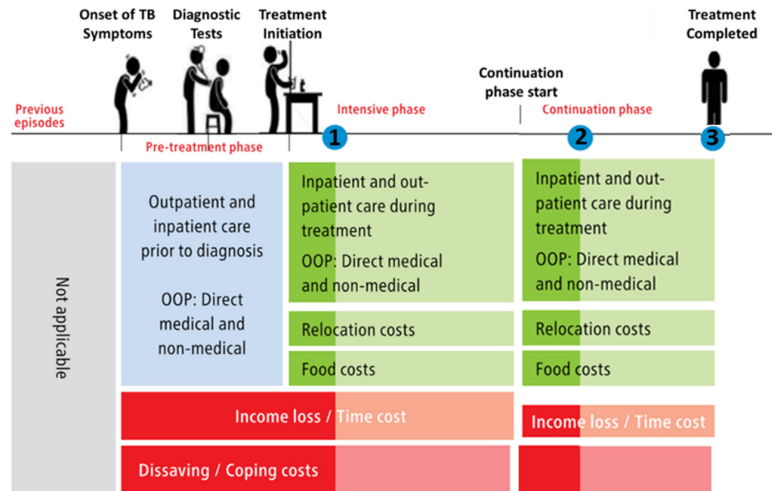 Onset of TB
Symptoms
Diagnostic
Tests
Treatment
Initiation
Treatment
Completed
Continuation
phase start
Previous
episodes
Intensive phase
Continuation phase
Pre-treatment phase
1
2
3
Not applicable
Outpatient and
inpatient care
prior to diagnosis
OOP: Direct
medical and
non-medical
Inpatient and out-
patient care during
treatment
OOP: Direct medical
and non-medical
Relocation costs
Food costs
Inpatient and out-
patient care during
treatment
OOP: Direct medical
and non-medical
Relocation costs
Food costs
Income loss / Time cost
Income loss / Time cost
Dissaving / Coping costs